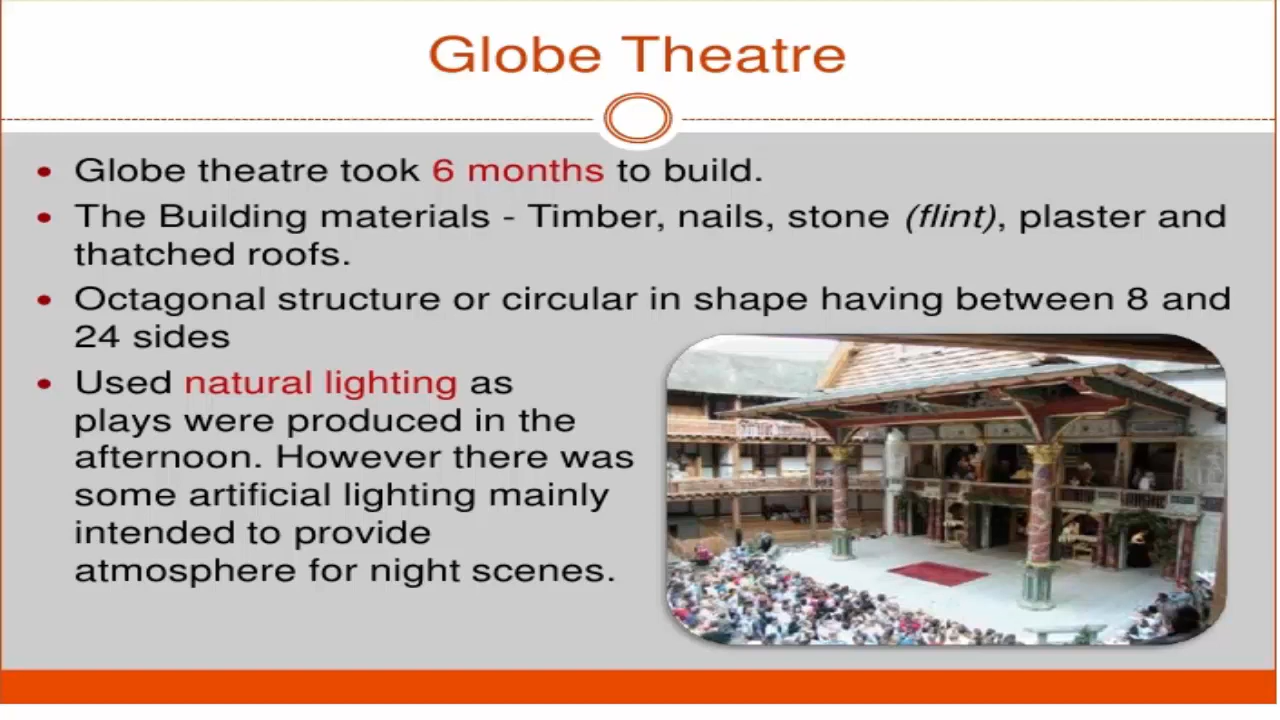 Globe Theatre
Globe theatre took 6 months to build.
The Building materials - Timber, nails, stone (flint), plaster and
thatched roofs.
Octagonal structure or circular in shape having between 8 and
24 sides
Used natural lighting as
plays were produced in the
afternoon. However there was
some artificial lighting mainly
intended to provide
atmosphere for night scenes.